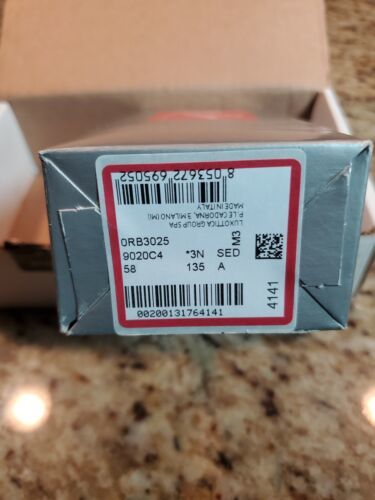 8 053672 695052
LUXOTTICA GROUP SPA
P.LE CADORNA, 3 MILANO(MI)
MADE IN ITALY
M3
0RB3025
9020C4 *3N SED
58 135 A
4141
00200131764141